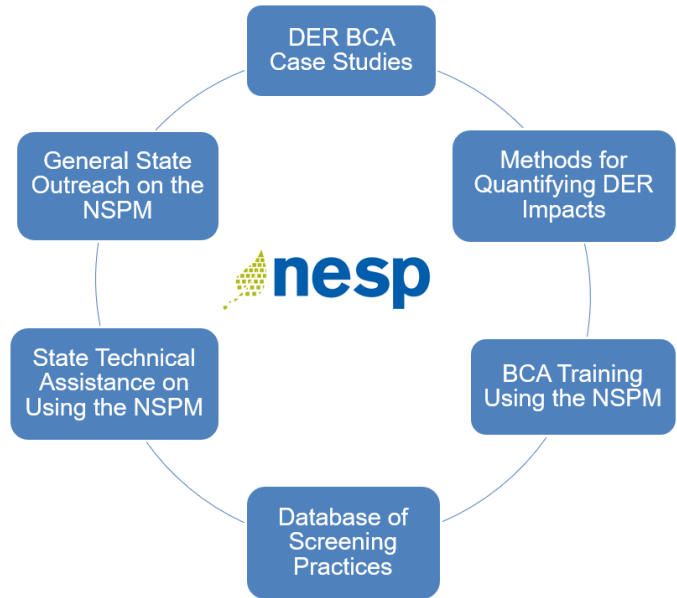 DER BCA
Case Studies
Methods for
Quantifying DER
Impacts
BCA Training
Using the NSPM
Database of
Screening
Practices
State Technical
Assistance on
Using the NSPM
General State
Outreach on the
NSPM
nesp